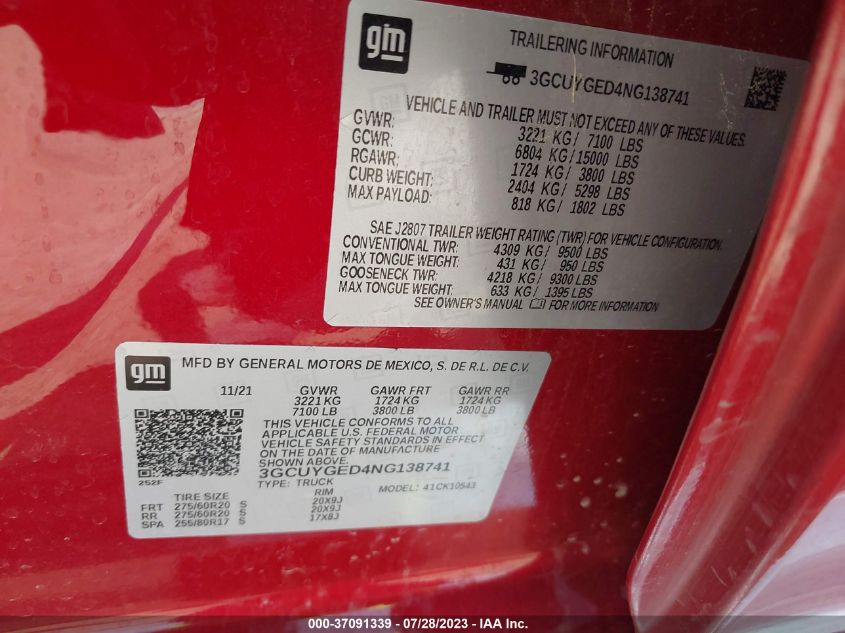 gm
TRAILERING INFORMATION
3GCUYGED4NG138741
VEHICLE AND TRAILER MUST NOT EXCEED ANY OF THESE VALUES.
GVWR: 3221 KG / 7100 LBS
GCWR: 6804 KG / 15000 LBS
RGAWR: 1724 KG / 3800 LBS
CURB WEIGHT: 2404 KG / 5298 LBS
MAX PAYLOAD: 818 KG / 1802 LBS
SAE J2807 TRAILER WEIGHT RATING (TWR) FOR VEHICLE CONFIGURATION.
CONVENTIONAL TWR: 4309 KG / 9500 LBS
MAX TONGUE WEIGHT: 431 KG / 950 LBS
GOOSENECK TWR: 4218 KG / 9300 LBS
MAX TONGUE WEIGHT: 633 KG / 1395 LBS
SEE OWNER'S MANUAL FOR MORE INFORMATION
gm
MFD BY GENERAL MOTORS DE MEXICO, S. DE R.L. DE C.V.
11/21 GVWR GAWR FRT GAWR RR
3221 KG 1724 KG 1724 KG
7100 LB 3800 LB 3800 LB
THIS VEHICLE CONFORMS TO ALL
APPLICABLE U.S. FEDERAL MOTOR
VEHICLE SAFETY STANDARDS IN EFFECT
ON THE DATE OF MANUFACTURE
SHOWN ABOVE.
3GCUYGED4NG138741
252F
TYPE: TRUCK MODEL: 41CK10543
TIRE SIZE RIM
FRT 275/60R20 S 20X9J
RR 275/60R20 S 20X9J
SPA 255/80R17 S 17X8J
000-37091339 / 07/28/2023 - IAA Inc.